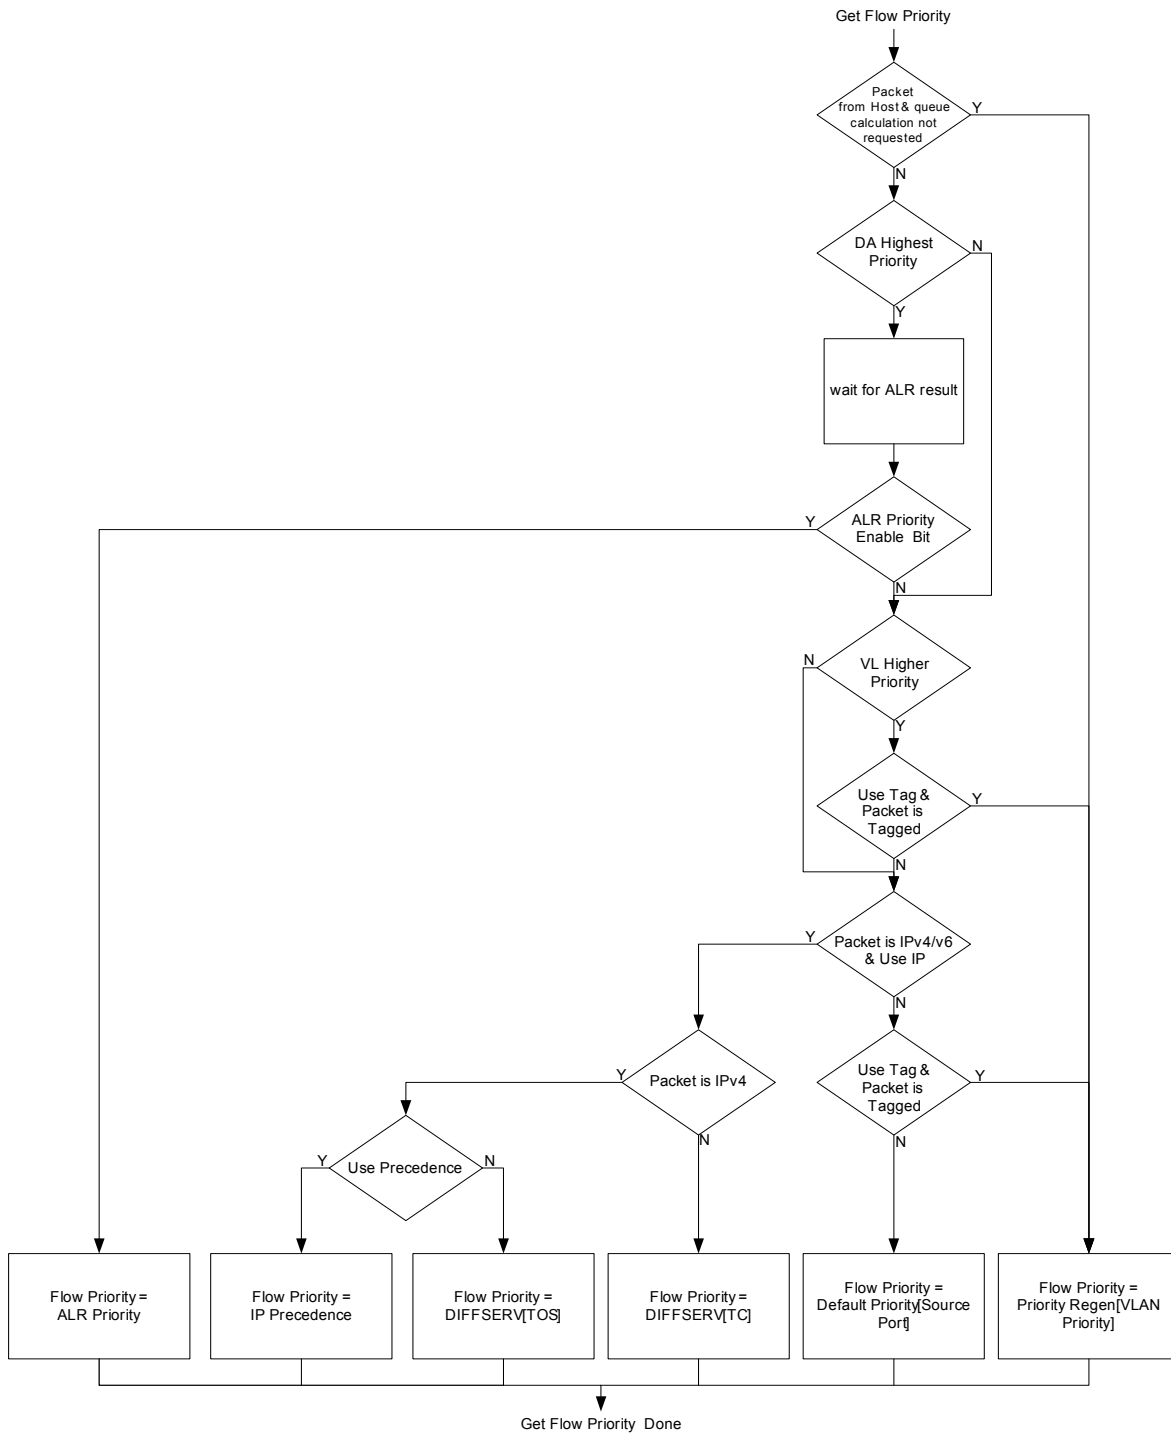 Get Flow Priority
Packet
from Host & queue
calculation not
requested
Y
N
DA Highest
Priority
N
Y
wait for ALR result
ALR Priority
Enable Bit
Y
N
VL Higher
Priority
N
Y
Use Tag &
Packet is
Tagged
Y
N
Packet is IPv4/v6
& Use IP
Y
N
Packet is IPv4
Y
N
Use Tag &
Packet is
Tagged
Y
N
Use Precedence
Y
N
Flow Priority =
ALR Priority
Flow Priority =
IP Precedence
Flow Priority =
DIFFSERV[TOS]
Flow Priority =
DIFFSERV[TC]
Flow Priority =
Default Priority[Source
Port]
Flow Priority =
Priority Regen[VLAN
Priority]
Get Flow Priority Done